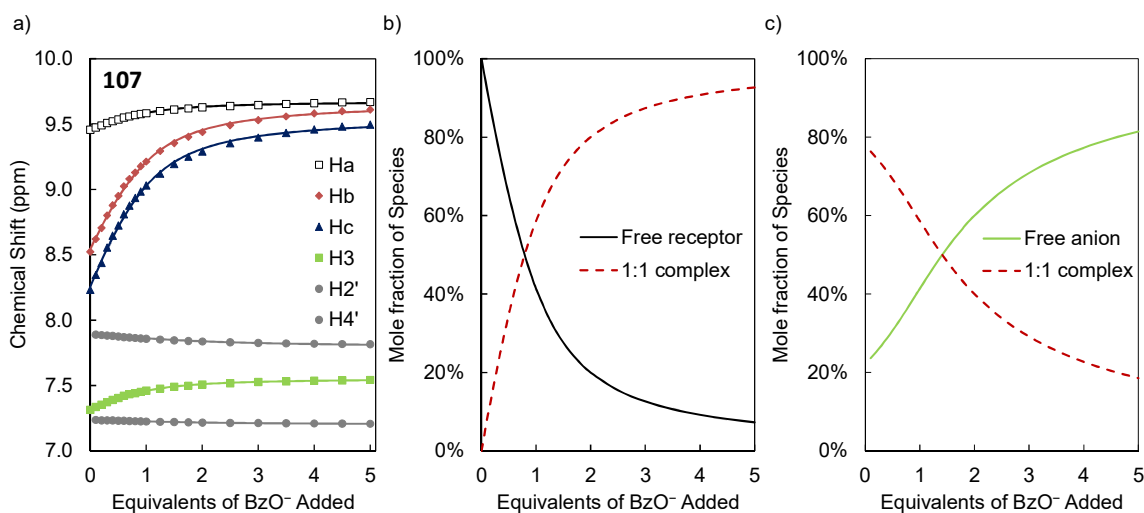 a)
b)
c)
107
Chemical Shift (ppm)
10.0
9.5
9.0
8.5
8.0
7.5
7.0
0 1 2 3 4 5
Equivalents of BzO⁻ Added
Ha
Hb
Hc
H3
H2'
H4'
Mole fraction of Species
100%
80%
60%
40%
20%
0%
0 1 2 3 4 5
Equivalents of BzO⁻ Added
Free receptor
1:1 complex
Mole fraction of Species
100%
80%
60%
40%
20%
0%
0 1 2 3 4 5
Equivalents of BzO⁻ Added
Free anion
1:1 complex